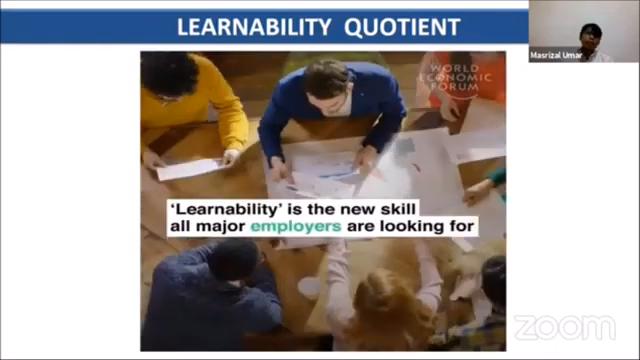 LEARNABILITY QUOTIENT
Masrizal Umar
WORLD
ECONOMIC
FORUM
'Learnability' is the new skill
all major employers are looking for
zoom